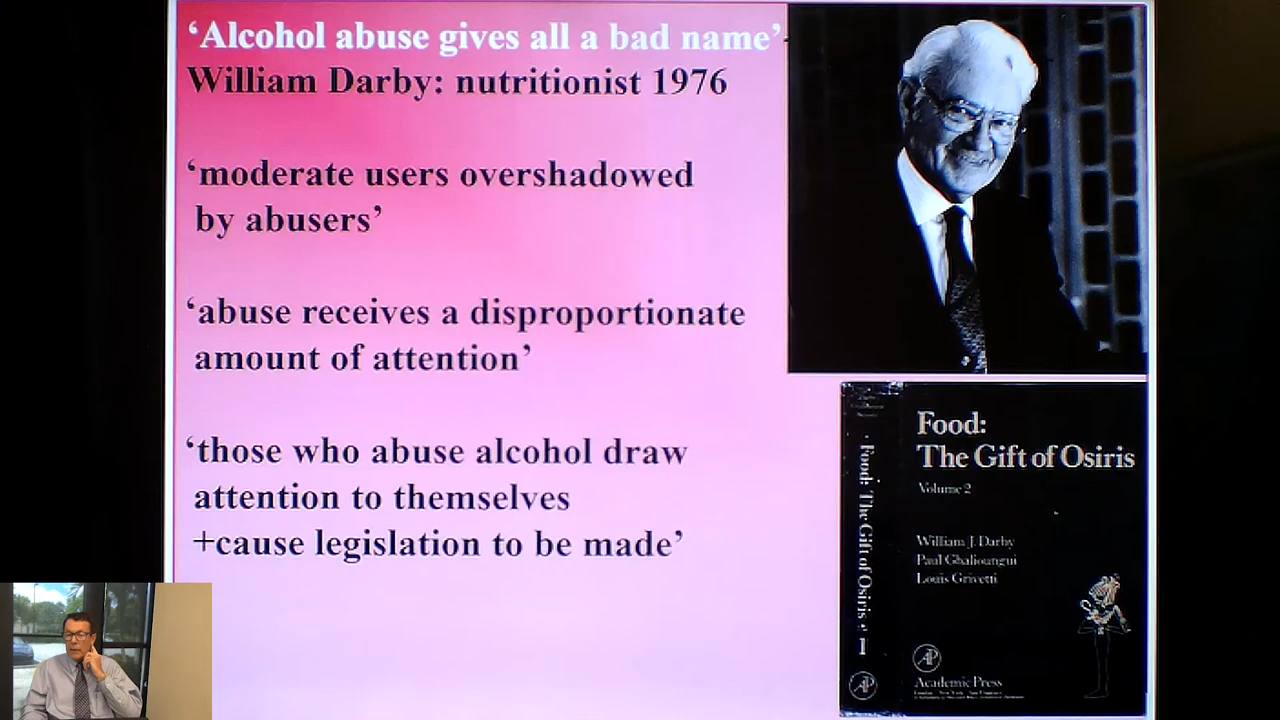 ‘Alcohol abuse gives all a bad name’
William Darby: nutritionist 1976
‘moderate users overshadowed
by abusers’
‘abuse receives a disproportionate
amount of attention’
‘those who abuse alcohol draw
attention to themselves
+cause legislation to be made’
Food:
The Gift of Osiris
Volume 2
William J. Darby
Paul Ghalioungui
Louis Grivetti
AP
Academic Press
Food: The Gift of Osiris
1
AP